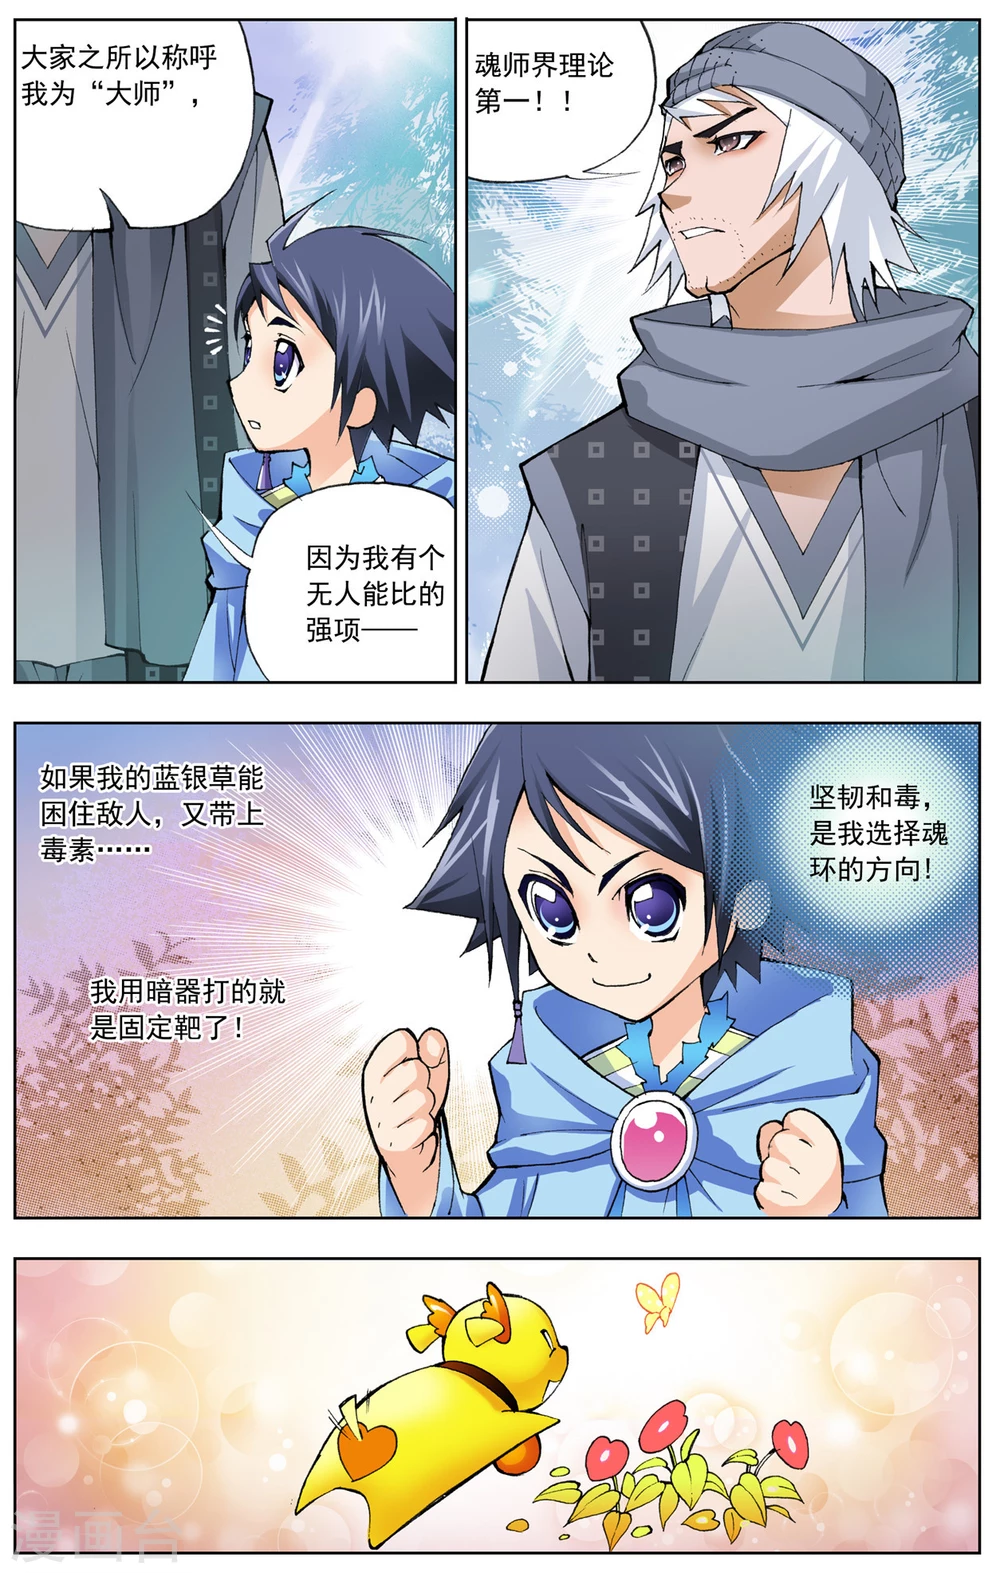 大家之所以称呼
我为“大师”，
因为我有个
无人能比的
强项——
魂师界理论
第一！！
如果我的蓝银草能
困住敌人，又带上
毒素……
我用暗器打的就
是固定靶了！
坚韧和毒，
是我选择魂
环的方向！
漫画台